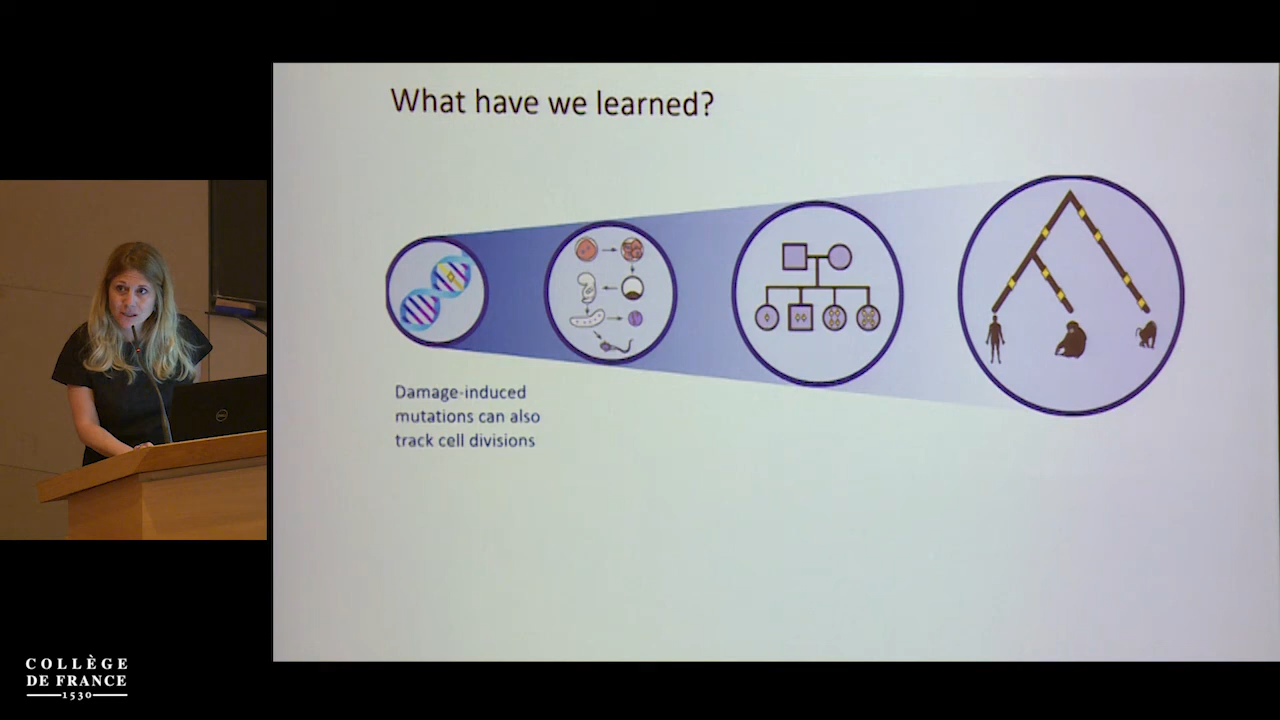 What have we learned?
Damage-induced
mutations can also
track cell divisions
COLLÈGE
DE FRANCE
1530